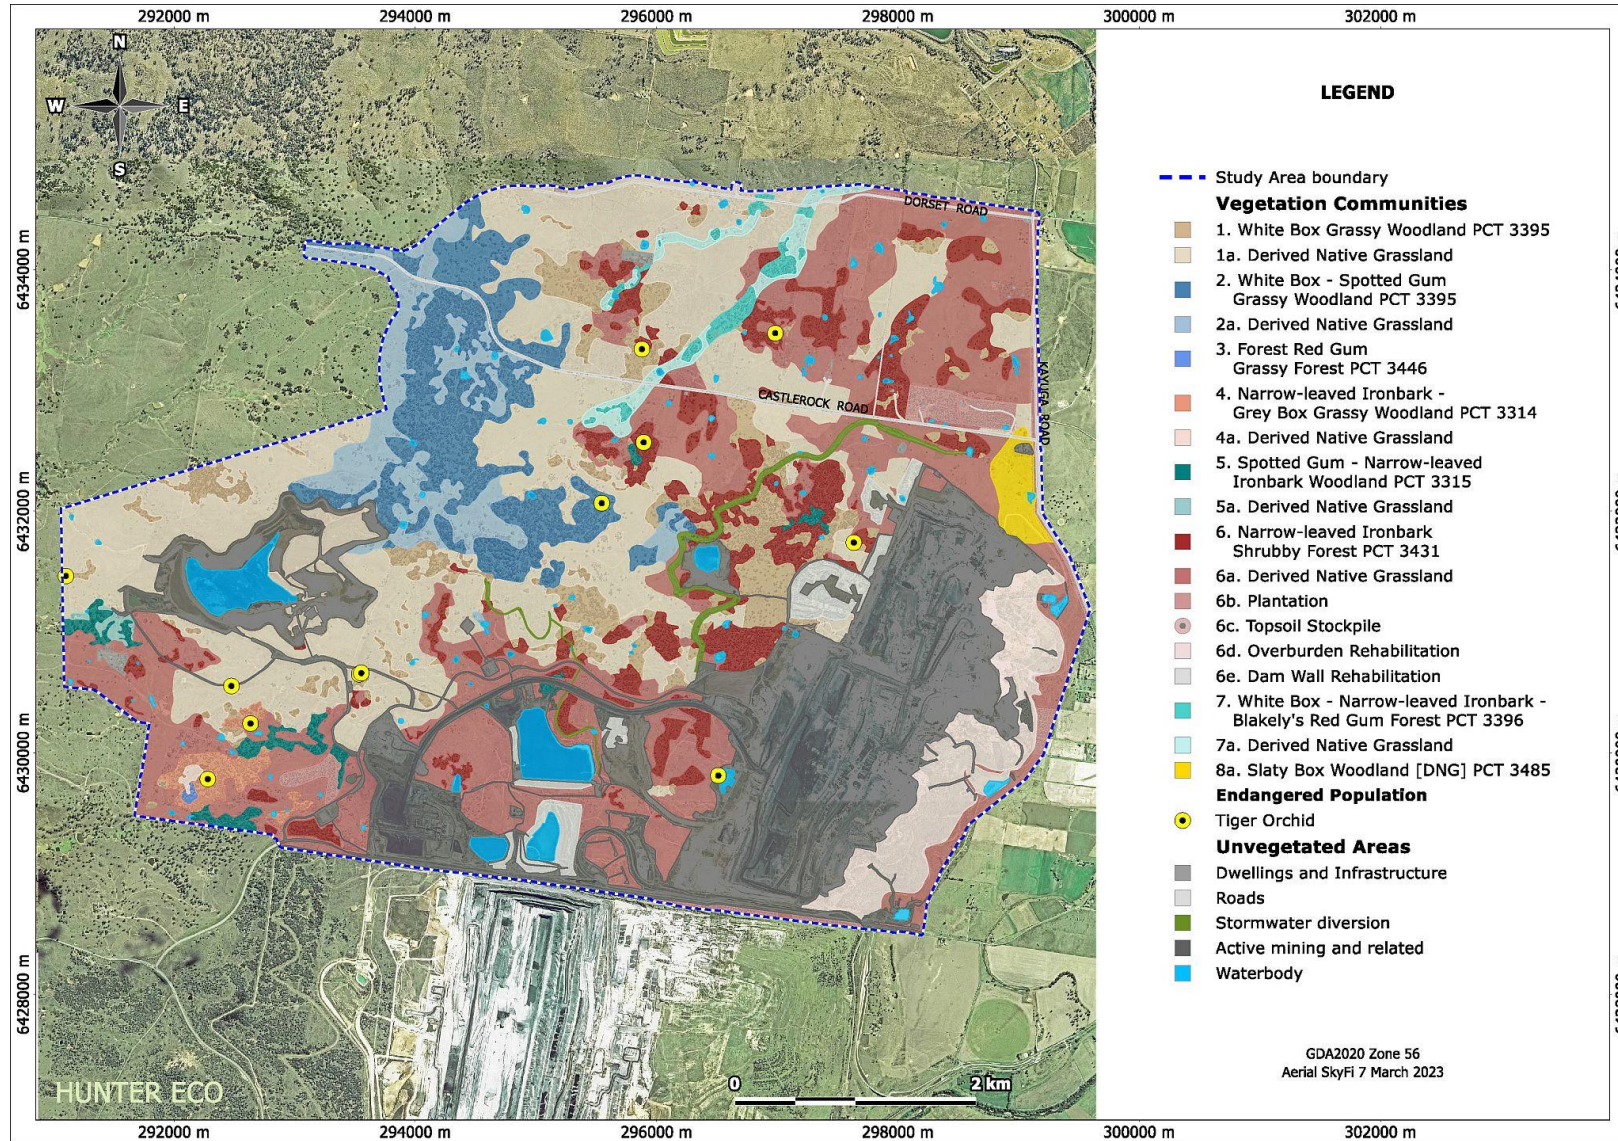 292000 m
294000 m
296000 m
298000 m
300000 m
302000 m
N
W
E
S
6434000 m
6432000 m
6430000 m
6428000 m
DORSET ROAD
CASTLEROCK ROAD
KAYUGA ROAD
LEGEND
Study Area boundary
Vegetation Communities
1. White Box Grassy Woodland PCT 3395
1a. Derived Native Grassland
2. White Box - Spotted Gum
Grassy Woodland PCT 3395
2a. Derived Native Grassland
3. Forest Red Gum
Grassy Forest PCT 3446
4. Narrow-leaved Ironbark -
Grey Box Grassy Woodland PCT 3314
4a. Derived Native Grassland
5. Spotted Gum - Narrow-leaved
Ironbark Woodland PCT 3315
5a. Derived Native Grassland
6. Narrow-leaved Ironbark
Shrubby Forest PCT 3431
6a. Derived Native Grassland
6b. Plantation
6c. Topsoil Stockpile
6d. Overburden Rehabilitation
6e. Dam Wall Rehabilitation
7. White Box - Narrow-leaved Ironbark -
Blakely's Red Gum Forest PCT 3396
7a. Derived Native Grassland
8a. Slaty Box Woodland [DNG] PCT 3485
Endangered Population
Tiger Orchid
Unvegetated Areas
Dwellings and Infrastructure
Roads
Stormwater diversion
Active mining and related
Waterbody
GDA2020 Zone 56
Aerial SkyFi 7 March 2023
HUNTER ECO
0
2 km
292000 m
294000 m
296000 m
298000 m
300000 m
302000 m